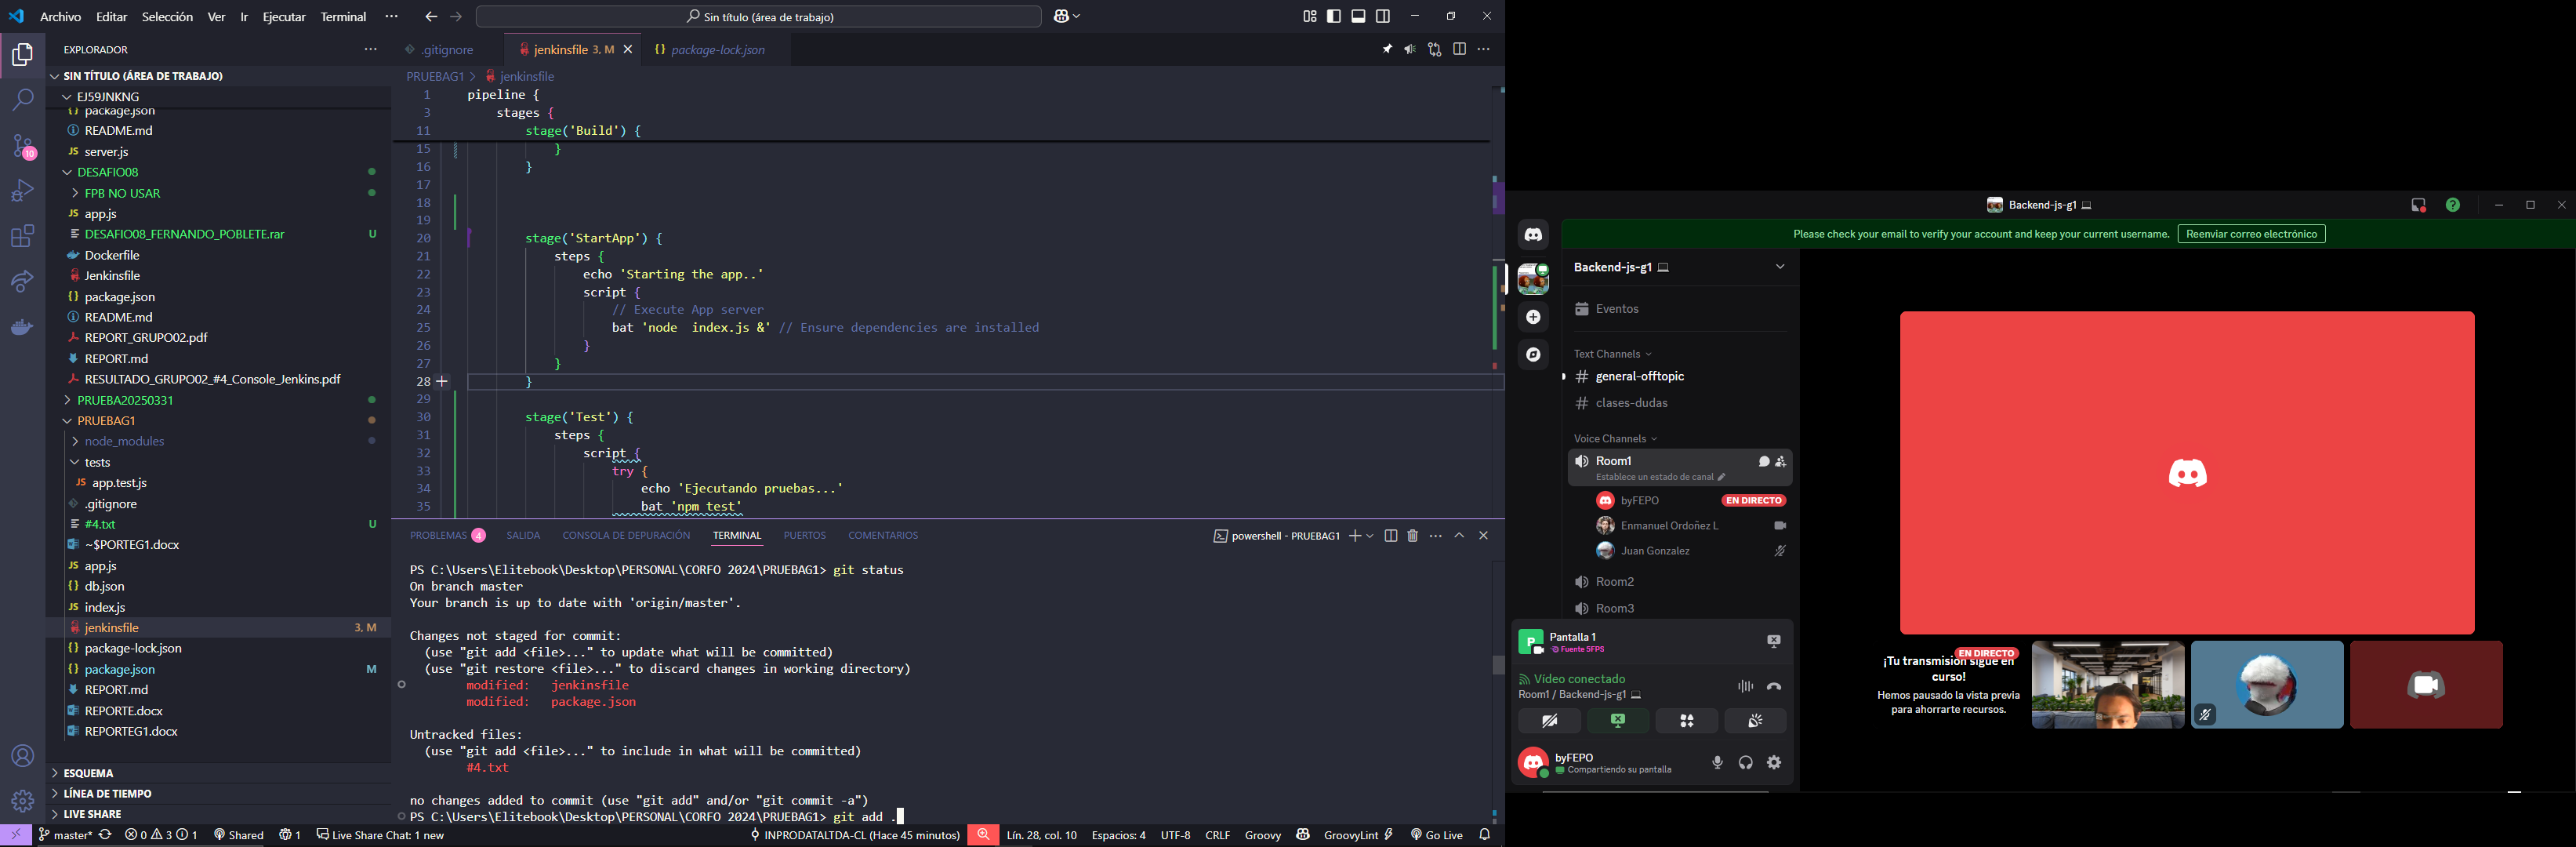 Archivo Editar Selección Ver Ir Ejecutar Terminal ··· Sin título (área de trabajo)
EXPLORADOR
SIN TÍTULO (ÁREA DE TRABAJO)
EJ59JNKNG
package.json
README.md
server.js
DESAFIO08
FPB NO USAR
app.js
DESAFIO08_FERNANDO_POBLETE.rar U
Dockerfile
Jenkinsfile
package.json
README.md
REPORT_GRUPO02.pdf
REPORT.md
RESULTADO_GRUPO02_#4_Console_Jenkins.pdf
PRUEBA20250331
PRUEBAG1
node_modules
tests
app.test.js
.gitignore
#4.txt U
~$PORTEG1.docx
app.js
db.json
index.js
jenkinsfile 3, M
package-lock.json
package.json M
REPORT.md
REPORTE.docx
REPORTEG1.docx
ESQUEMA
LÍNEA DE TIEMPO
LIVE SHARE
10
.gitignore jenkinsfile 3, M package-lock.json
PRUEBAG1 > jenkinsfile
1 pipeline {
3 stages {
11 stage('Build') {
15 }
16 }
17
18
19
20 stage('StartApp') {
21 steps {
22 echo 'Starting the app..'
23 script {
24 // Execute App server
25 bat 'node  index.js &' // Ensure dependencies are installed
26 }
27 }
28 }
29
30 stage('Test') {
31 steps {
32 script {
33 try {
34 echo 'Ejecutando pruebas...'
35 bat 'npm test'
PROBLEMAS 4 SALIDA CONSOLA DE DEPURACIÓN TERMINAL PUERTOS COMENTARIOS powershell - PRUEBAG1
PS C:\Users\Elitebook\Desktop\PERSONAL\CORFO 2024\PRUEBAG1> git status
On branch master
Your branch is up to date with 'origin/master'.
Changes not staged for commit:
(use "git add <file>..." to update what will be committed)
(use "git restore <file>..." to discard changes in working directory)
modified:   jenkinsfile
modified:   package.json
Untracked files:
(use "git add <file>..." to include in what will be committed)
#4.txt
no changes added to commit (use "git add" and/or "git commit -a")
PS C:\Users\Elitebook\Desktop\PERSONAL\CORFO 2024\PRUEBAG1> git add .
master* 0 3 1 Shared 1 Live Share Chat: 1 new INPRODATALTDA-CL (Hace 45 minutos) Lín. 28, col. 10 Espacios: 4 UTF-8 CRLF Groovy GroovyLint Go Live
Backend-js-g1
Please check your email to verify your account and keep your current username. Reenviar correo electrónico
Backend-js-g1
Eventos
Text Channels
general-offtopic
clases-dudas
Voice Channels
Room1
Establece un estado de canal
byFEPO EN DIRECTO
Enmanuel Ordoñez L
Juan Gonzalez
Room2
Room3
P Pantalla 1
Fuente 5FPS
Vídeo conectado
Room1 / Backend-js-g1
byFEPO
Compartiendo su pantalla
EN DIRECTO
¡Tu transmisión sigue en
curso!
Hemos pausado la vista previa
para ahorrarte recursos.